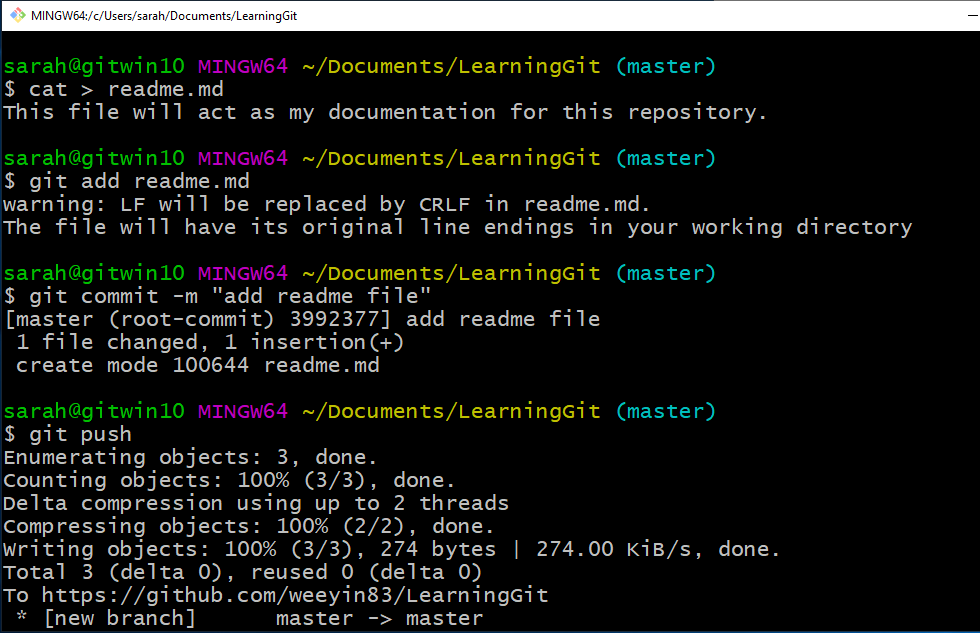 MINGW64:/c/Users/sarah/Documents/LearningGit
sarah@gitwin10 MINGW64 ~/Documents/LearningGit (master)
$ cat > readme.md
This file will act as my documentation for this repository.
sarah@gitwin10 MINGW64 ~/Documents/LearningGit (master)
$ git add readme.md
warning: LF will be replaced by CRLF in readme.md.
The file will have its original line endings in your working directory
sarah@gitwin10 MINGW64 ~/Documents/LearningGit (master)
$ git commit -m "add readme file"
[master (root-commit) 3992377] add readme file
 1 file changed, 1 insertion(+)
 create mode 100644 readme.md
sarah@gitwin10 MINGW64 ~/Documents/LearningGit (master)
$ git push
Enumerating objects: 3, done.
Counting objects: 100% (3/3), done.
Delta compression using up to 2 threads
Compressing objects: 100% (2/2), done.
Writing objects: 100% (3/3), 274 bytes | 274.00 KiB/s, done.
Total 3 (delta 0), reused 0 (delta 0)
To https://github.com/weeyin83/LearningGit
 * [new branch]      master -> master